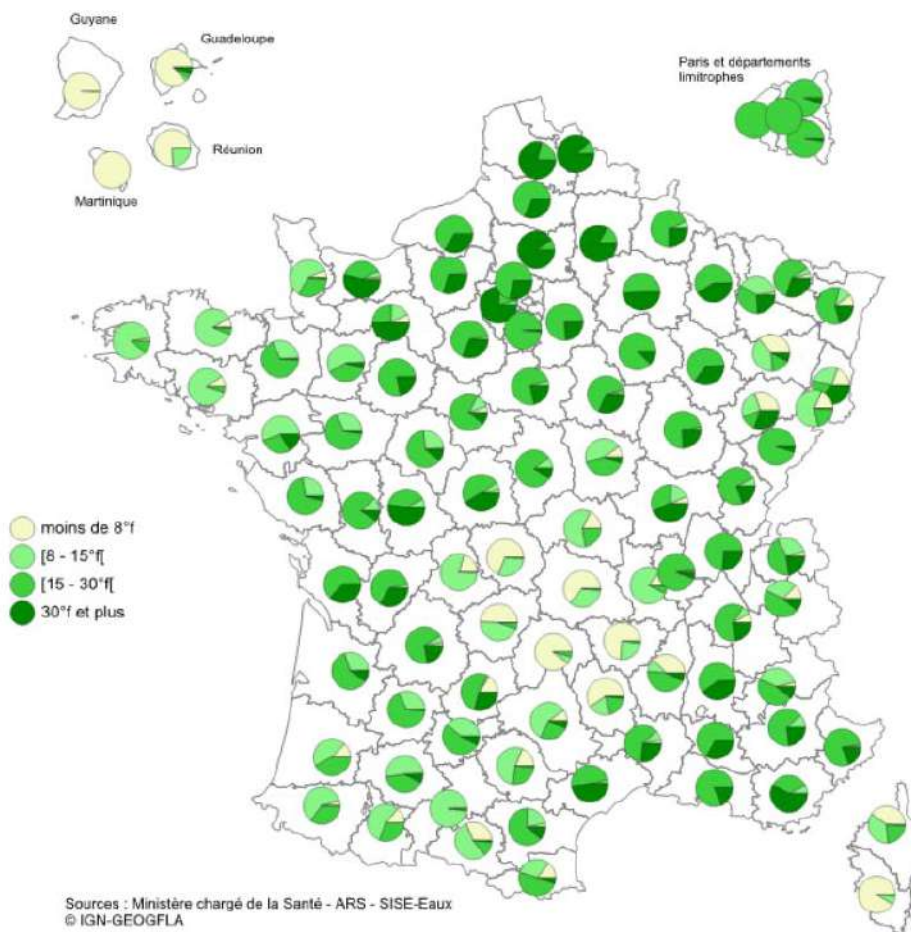 Guyane
Guadeloupe
Paris et départements
limitrophes
Réunion
Martinique
moins de 8°f
[8 - 15°f[
[15 - 30°f[
30°f et plus
Sources : Ministère chargé de la Santé - ARS - SISE-Eaux
© IGN-GEOGFLA